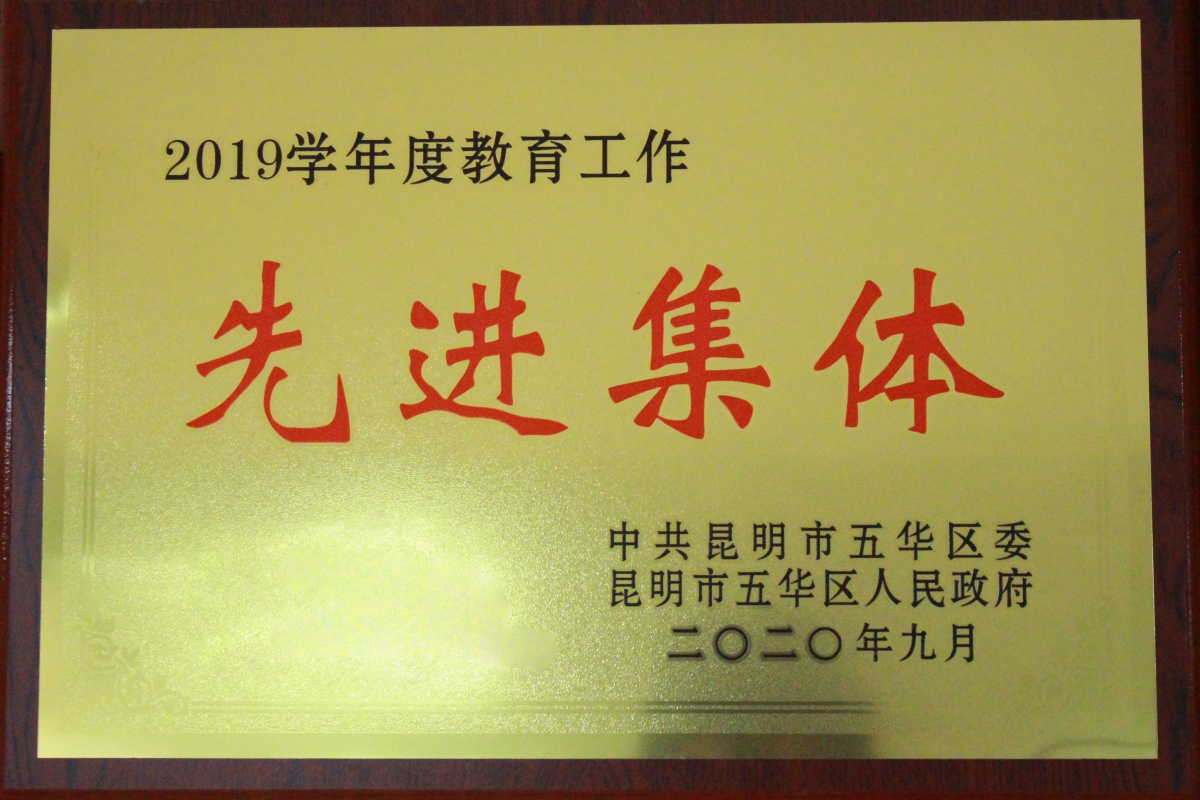 2019学年度教育工作
先进集体
中共昆明市五华区委
昆明市五华区人民政府
二〇二〇年九月